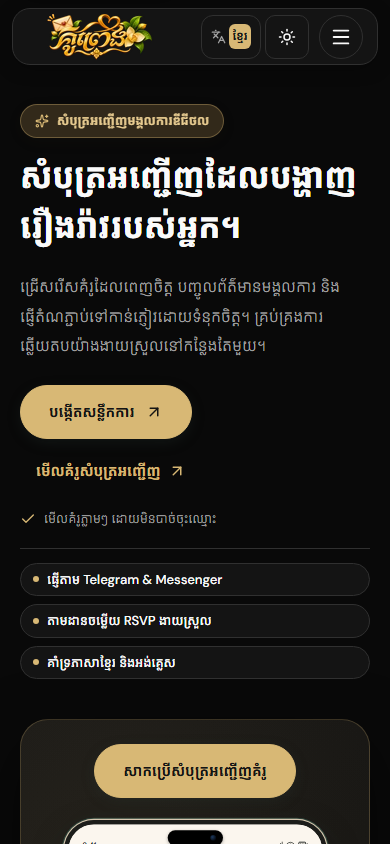 គូព្រេង
ខ្មែរ
សំបុត្រអញ្ជើញមង្គលការឌីជីថល
សំបុត្រអញ្ជើញដែលបង្ហាញ
រឿងរ៉ាវរបស់អ្នក។
ជ្រើសរើសគំរូដែលពេញចិត្ត បញ្ចូលព័ត៌មានមង្គលការ និង
ផ្ញើតំណភ្ជាប់ទៅកាន់ភ្ញៀវដោយទំនុកចិត្ត។ គ្រប់គ្រងការ
ឆ្លើយតបយ៉ាងងាយស្រួលនៅកន្លែងតែមួយ។
បង្កើតសន្លឹកការ
មើលគំរូសំបុត្រអញ្ជើញ
មើលគំរូភ្លាមៗ ដោយមិនបាច់ចុះឈ្មោះ
ផ្ញើតាម Telegram & Messenger
តាមដានចម្លើយ RSVP ងាយស្រួល
គាំទ្រភាសាខ្មែរ និងអង់គ្លេស
សាកប្រើសំបុត្រអញ្ជើញគំរូ